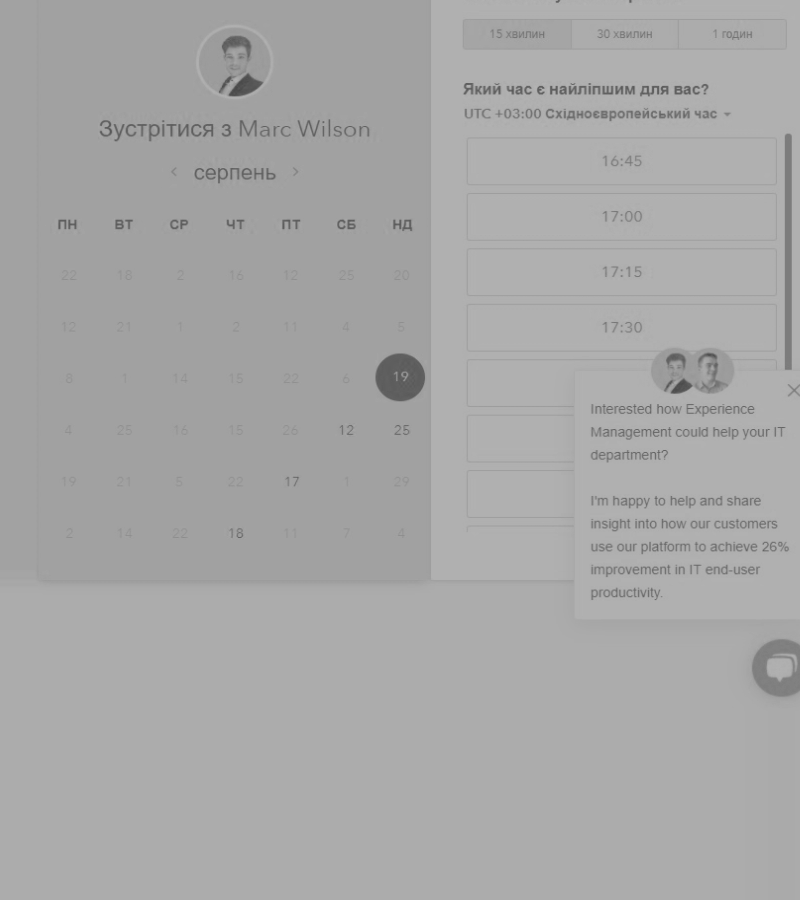 Зустрітися з Marc Wilson
серпень
ПН ВТ СР ЧТ ПТ СБ НД
22 18 2 16 12 25 20
12 21 1 2 11 4 5
1 14 15 22 6 19
4 25 16 15 26 12 25
19 21 5 22 17 1 29
2 14 22 18 11 7 4
15 хвилин 30 хвилин 1 годин
Який час є найліпшим для вас?
UTC +03:00 Східноєвропейський час
16:45
17:00
17:15
17:30
Interested how Experience
Management could help your IT
department?
I'm happy to help and share
insight into how our customers
use our platform to achieve 26%
improvement in IT end-user
productivity.